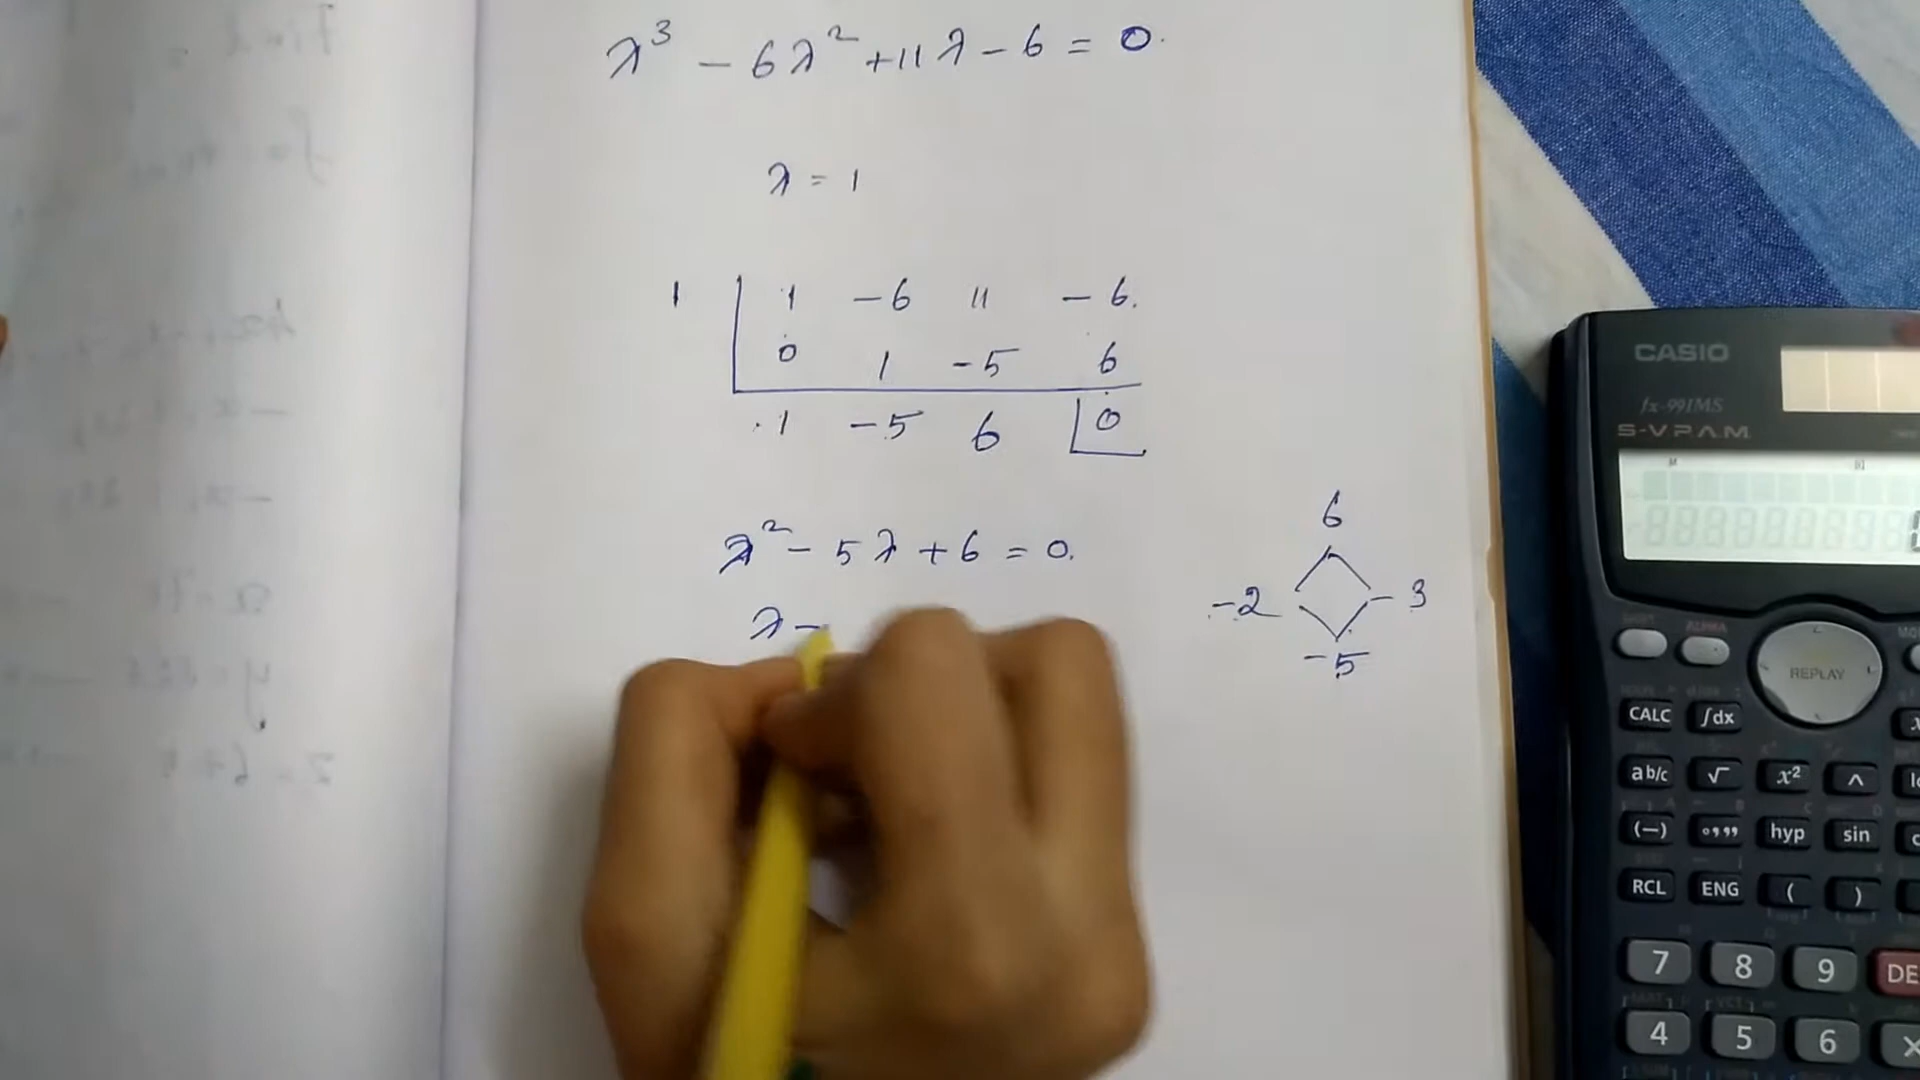 λ³ - 6λ² + 11λ - 6 = 0.
λ = 1
1 | 1 -6 11 -6.
0 1 -5 6
1 -5 6 0
λ² - 5λ + 6 = 0.
λ -
6
-2 -3
-5
CASIO
fx-991MS
S-V.P.A.M.
REPLAY
CALC ∫dx
ab/c √ x² ^
(−) °,,, hyp sin
RCL ENG ( )
7 8 9 DE
4 5 6 ×